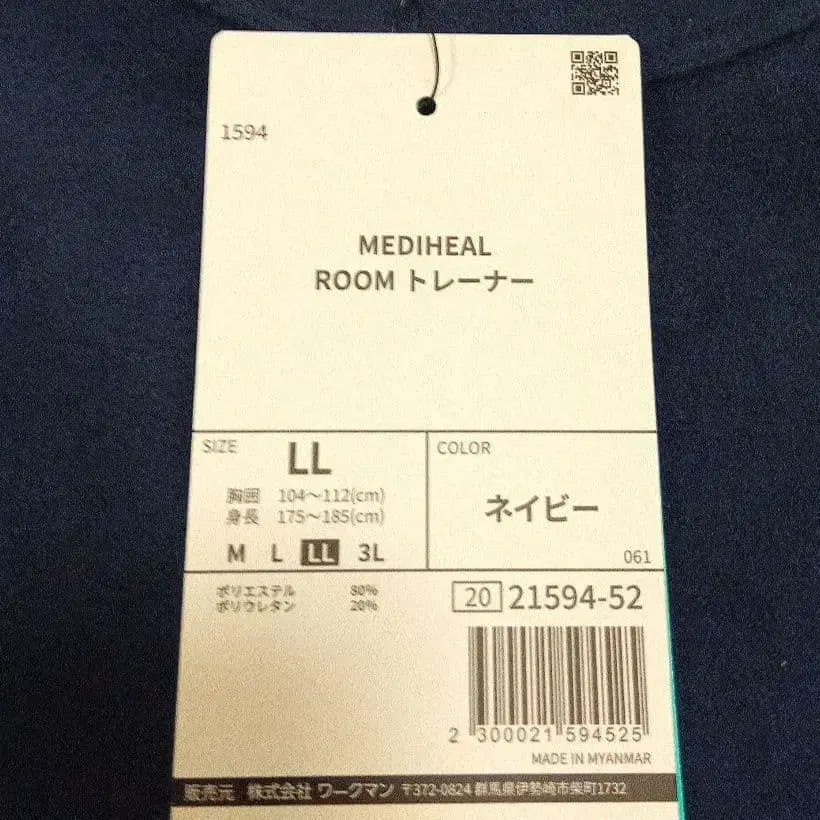 1594
MEDIHEAL
ROOM トレーナー
SIZE
LL
胸囲 104～112(cm)
身長 175～185(cm)
M L LL 3L
COLOR
ネイビー
061
ポリエステル 80%
ポリウレタン 20%
20 21594-52
2 300021 594525
MADE IN MYANMAR
販売元 株式会社 ワークマン 〒372-0824 群馬県伊勢崎市柴町1732